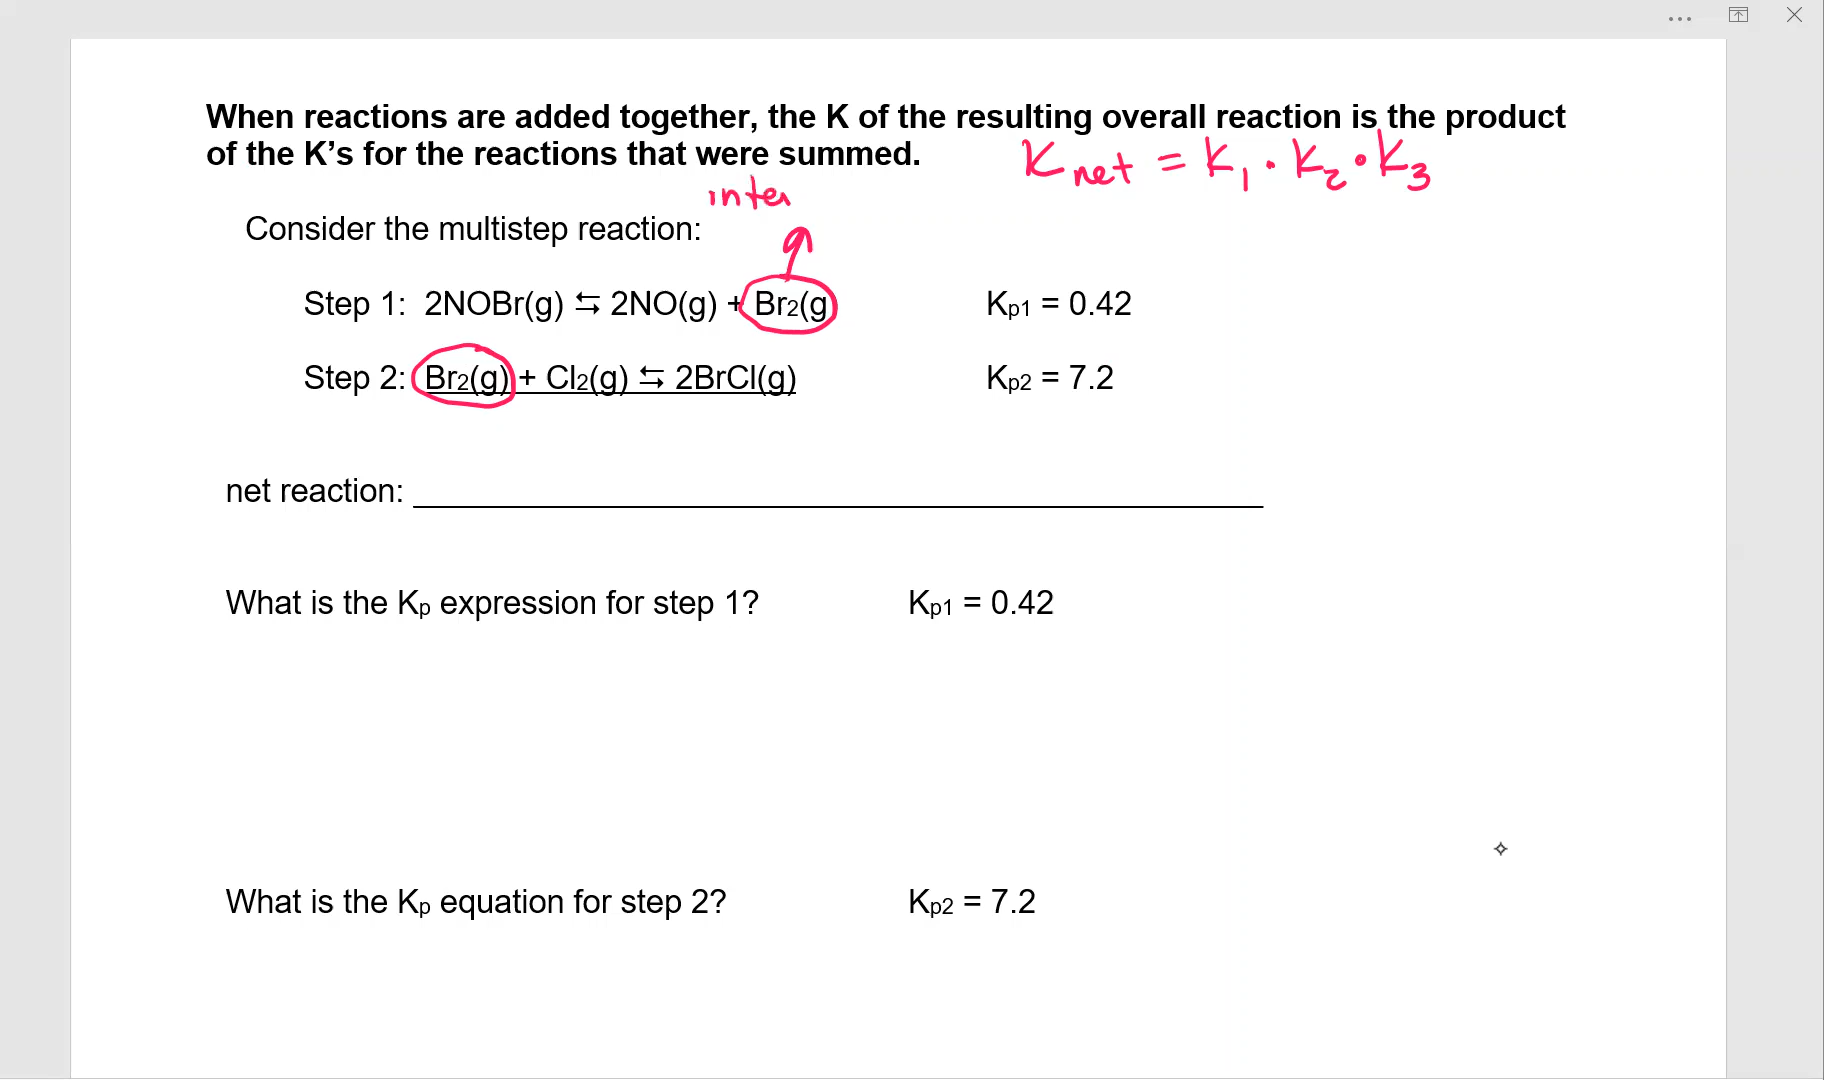 When reactions are added together, the K of the resulting overall reaction is the product
of the K’s for the reactions that were summed.
K net = K1 · K2 · K3
inter
Consider the multistep reaction:
Step 1: 2NOBr(g) ⇆ 2NO(g) + Br2(g) Kp1 = 0.42
Step 2: Br2(g) + Cl2(g) ⇆ 2BrCl(g) Kp2 = 7.2
net reaction:
What is the Kp expression for step 1? Kp1 = 0.42
What is the Kp equation for step 2? Kp2 = 7.2